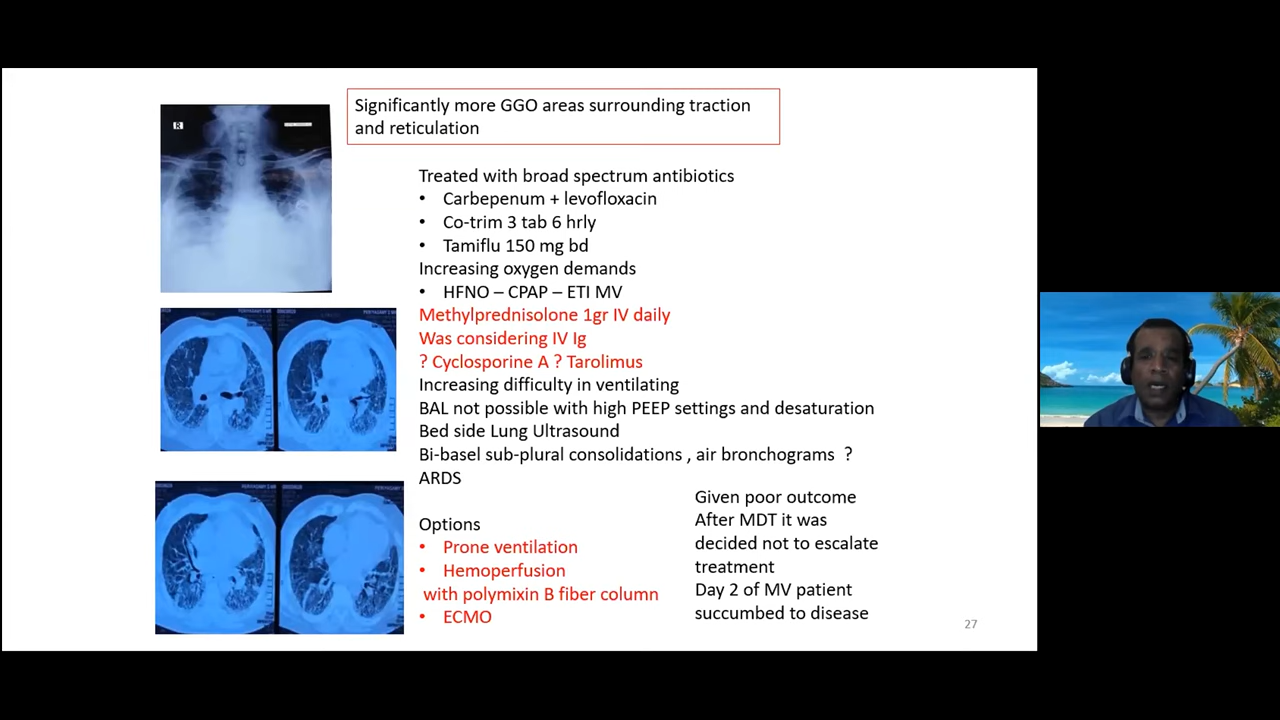 Significantly more GGO areas surrounding traction
and reticulation
R
Treated with broad spectrum antibiotics
• Carbepenum + levofloxacin
• Co-trim 3 tab 6 hrly
• Tamiflu 150 mg bd
Increasing oxygen demands
• HFNO – CPAP – ETI MV
Methylprednisolone 1gr IV daily
Was considering IV Ig
? Cyclosporine A ? Tarolimus
Increasing difficulty in ventilating
BAL not possible with high PEEP settings and desaturation
Bed side Lung Ultrasound
Bi-basel sub-plural consolidations , air bronchograms ?
ARDS
Options
• Prone ventilation
• Hemoperfusion
with polymixin B fiber column
• ECMO
Given poor outcome
After MDT it was
decided not to escalate
treatment
Day 2 of MV patient
succumbed to disease
27